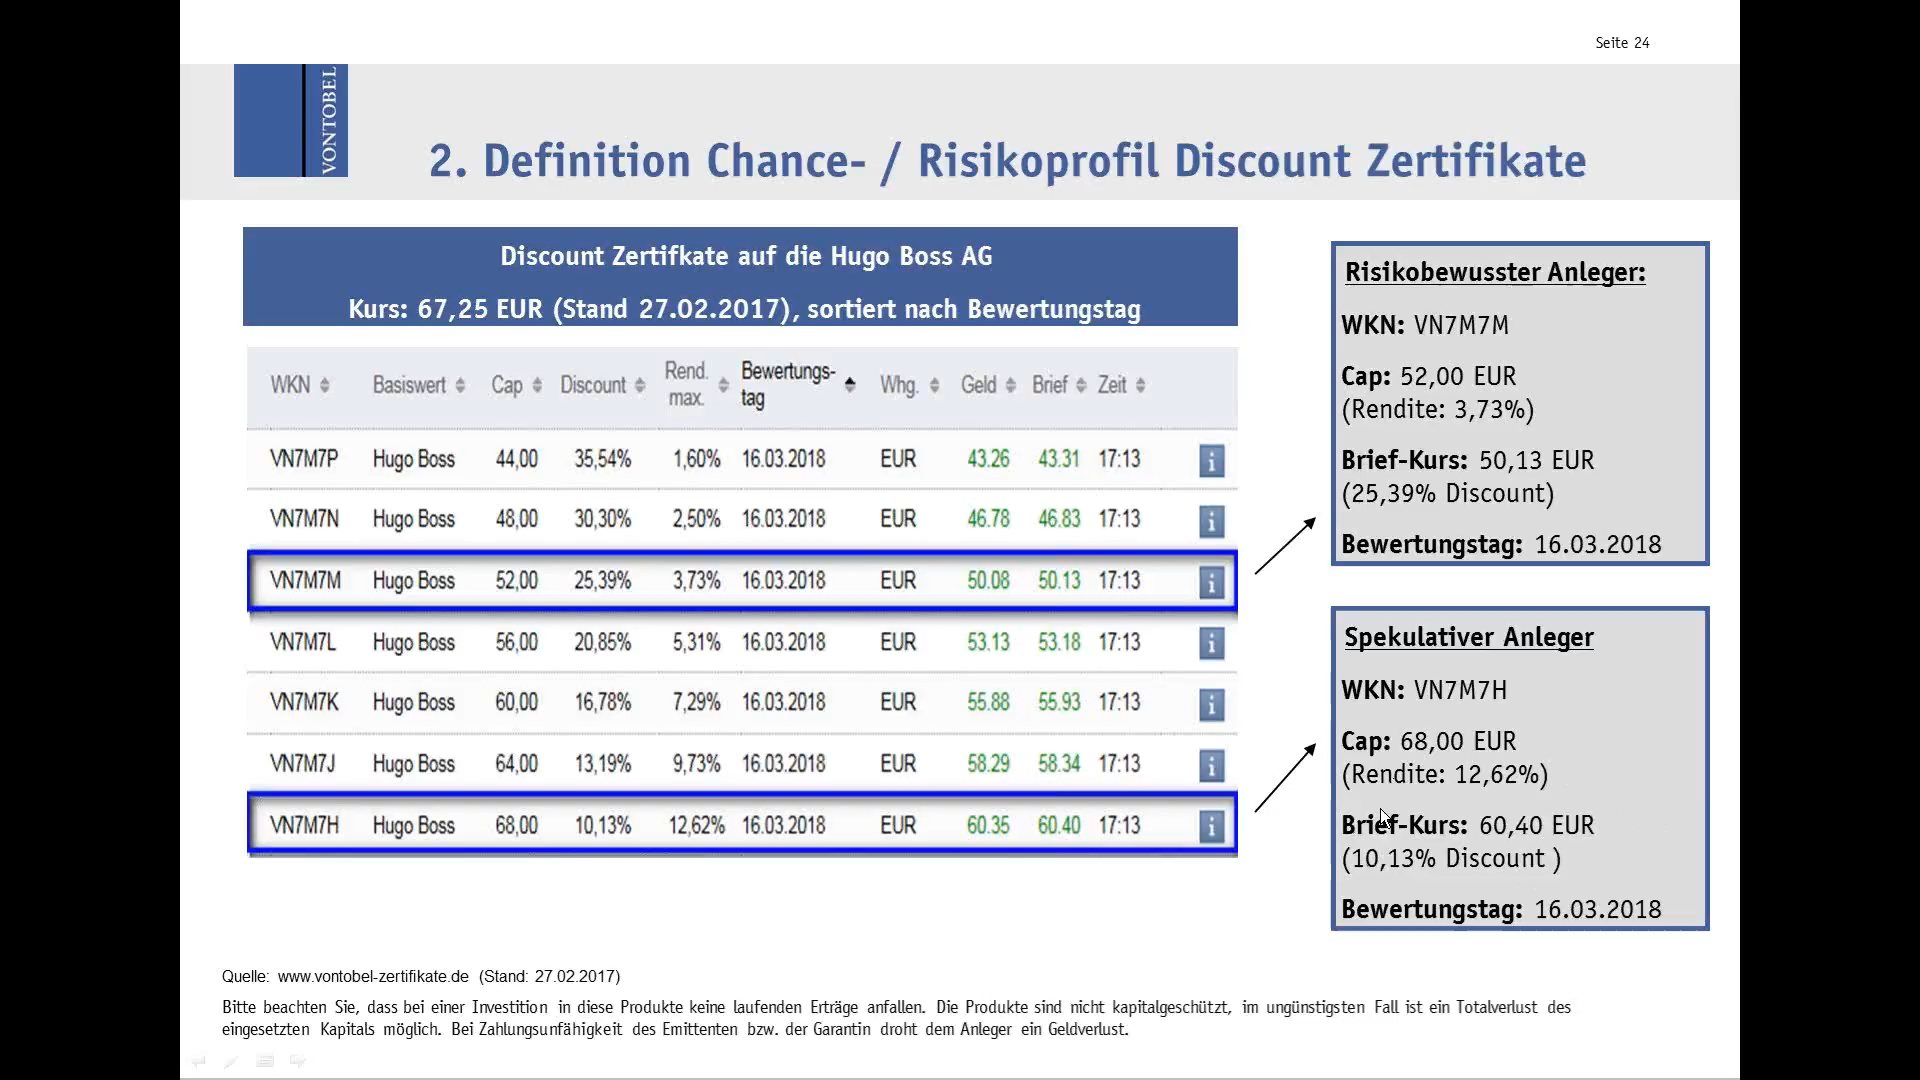 Seite 24
VONTOBEL
2. Definition Chance- / Risikoprofil Discount Zertifikate
Discount Zertifkate auf die Hugo Boss AG
Kurs: 67,25 EUR (Stand 27.02.2017), sortiert nach Bewertungstag
WKN Basiswert Cap Discount Rend. max. Bewertungs- tag Whg. Geld Brief Zeit
VN7M7P Hugo Boss 44,00 35,54% 1,60% 16.03.2018 EUR 43.26 43.31 17:13 i
VN7M7N Hugo Boss 48,00 30,30% 2,50% 16.03.2018 EUR 46.78 46.83 17:13 i
VN7M7M Hugo Boss 52,00 25,39% 3,73% 16.03.2018 EUR 50.08 50.13 17:13 i
VN7M7L Hugo Boss 56,00 20,85% 5,31% 16.03.2018 EUR 53.13 53.18 17:13 i
VN7M7K Hugo Boss 60,00 16,78% 7,29% 16.03.2018 EUR 55.88 55.93 17:13 i
VN7M7J Hugo Boss 64,00 13,19% 9,73% 16.03.2018 EUR 58.29 58.34 17:13 i
VN7M7H Hugo Boss 68,00 10,13% 12,62% 16.03.2018 EUR 60.35 60.40 17:13 i
Risikobewusster Anleger:
WKN: VN7M7M
Cap: 52,00 EUR
(Rendite: 3,73%)
Brief-Kurs: 50,13 EUR
(25,39% Discount)
Bewertungstag: 16.03.2018
Spekulativer Anleger
WKN: VN7M7H
Cap: 68,00 EUR
(Rendite: 12,62%)
Brief-Kurs: 60,40 EUR
(10,13% Discount )
Bewertungstag: 16.03.2018
Quelle: www.vontobel-zertifikate.de (Stand: 27.02.2017)
Bitte beachten Sie, dass bei einer Investition in diese Produkte keine laufenden Erträge anfallen. Die Produkte sind nicht kapitalgeschützt, im ungünstigsten Fall ist ein Totalverlust des
eingesetzten Kapitals möglich. Bei Zahlungsunfähigkeit des Emittenten bzw. der Garantin droht dem Anleger ein Geldverlust.